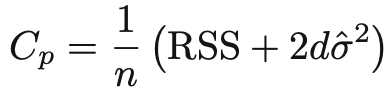 $C_p = \frac{1}{n} \left( \mathrm{RSS} + 2d\hat{\sigma}^2 \right)$